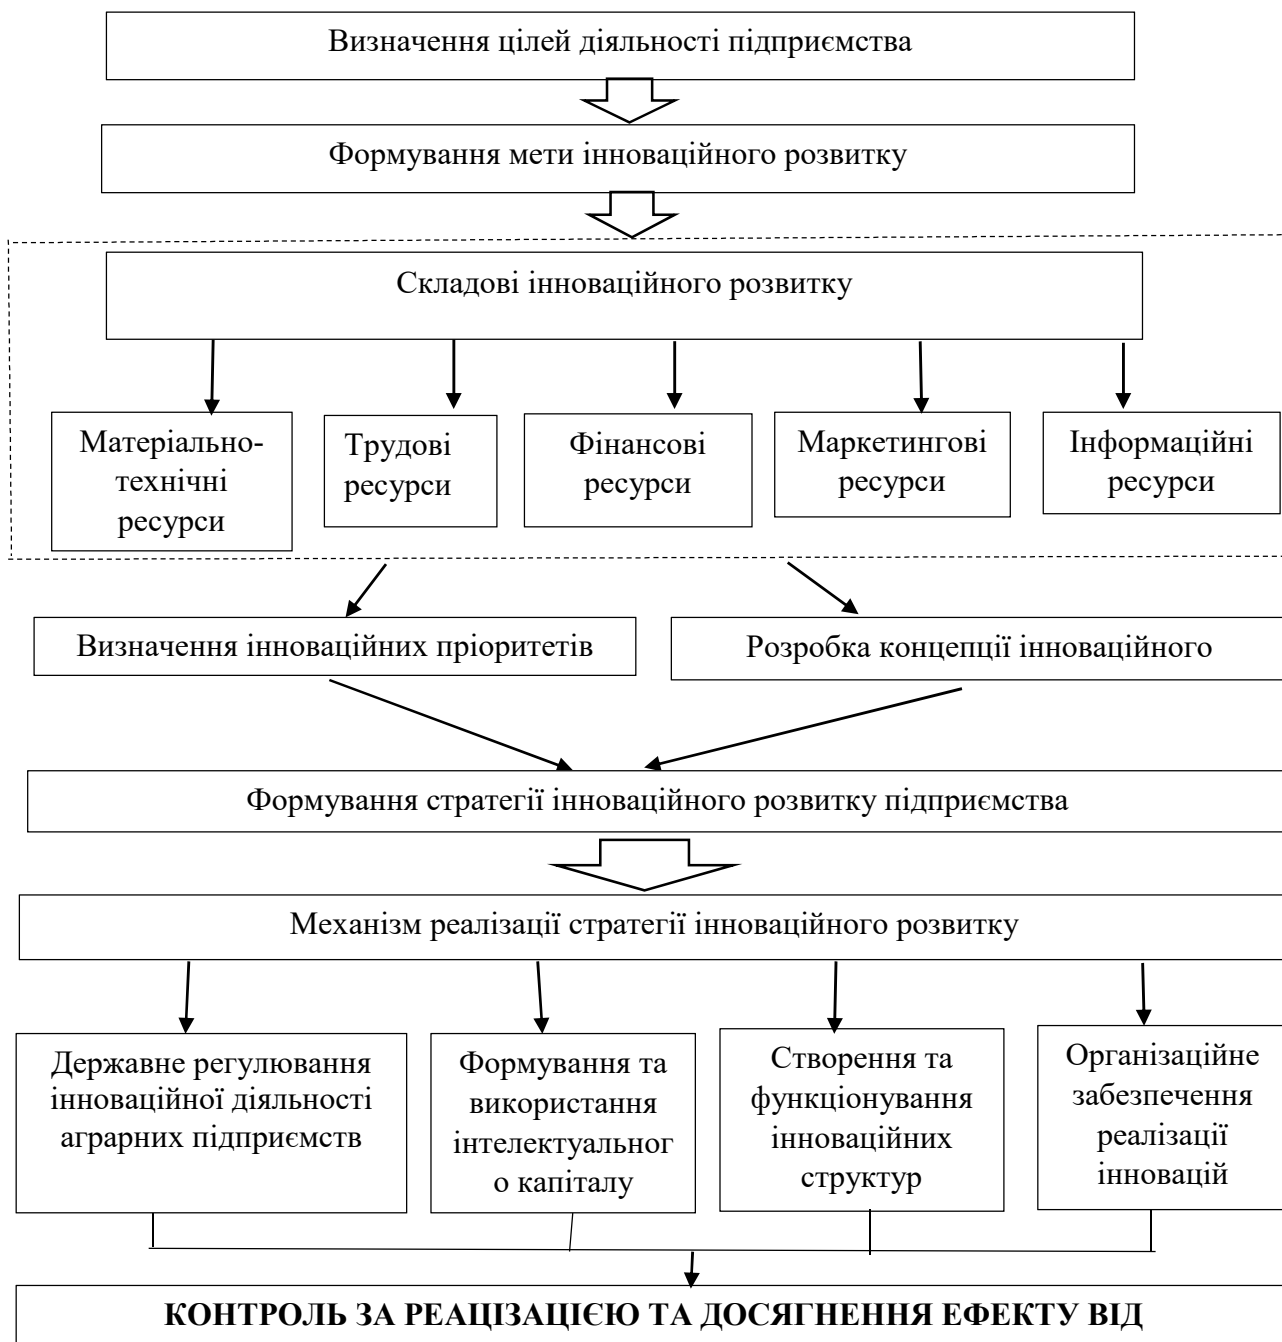 Визначення цілей діяльності підприємства
Формування мети інноваційного розвитку
Складові інноваційного розвитку
Матеріально-
технічні
ресурси
Трудові
ресурси
Фінансові
ресурси
Маркетингові
ресурси
Інформаційні
ресурси
Визначення інноваційних пріоритетів
Розробка концепції інноваційного
Формування стратегії інноваційного розвитку підприємства
Механізм реалізації стратегії інноваційного розвитку
Державне регулювання
інноваційної діяльності
аграрних підприємств
Формування та
використання
інтелектуальног
о капіталу
Створення та
функціонування
інноваційних
структур
Організаційне
забезпечення
реалізації
інновацій
КОНТРОЛЬ ЗА РЕАЦІЗАЦІЄЮ ТА ДОСЯГНЕННЯ ЕФЕКТУ ВІД